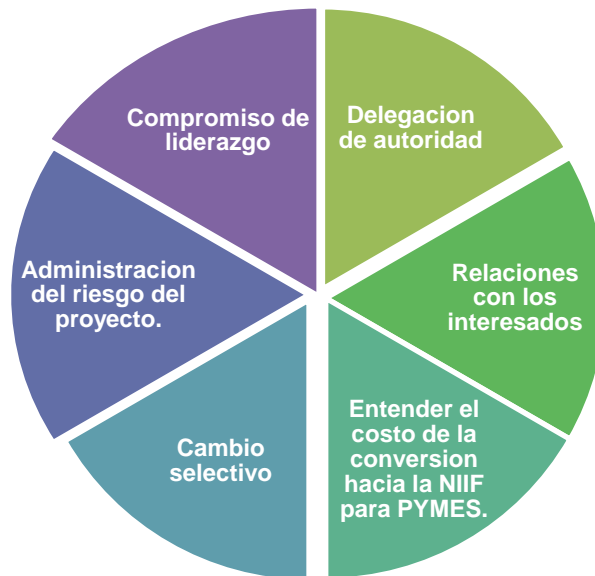 Compromiso de
liderazgo
Delegacion
de autoridad
Administracion
del riesgo del
proyecto.
Relaciones
con los
interesados
Cambio
selectivo
Entender el
costo de la
conversion
hacia la NIIF
para PYMES.